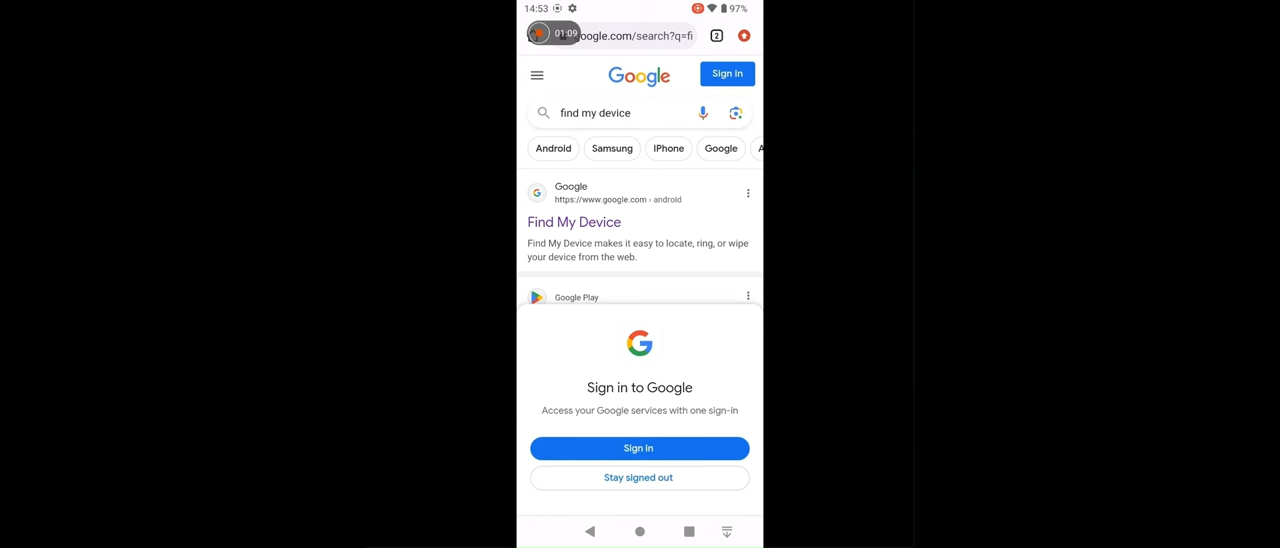 14:53 97%
01:09 google.com/search?q=fi 2
Google Sign in
find my device
Android Samsung iPhone Google A
Google
https://www.google.com › android
Find My Device
Find My Device makes it easy to locate, ring, or wipe
your device from the web.
Google Play
Sign in to Google
Access your Google services with one sign-in
Sign in
Stay signed out